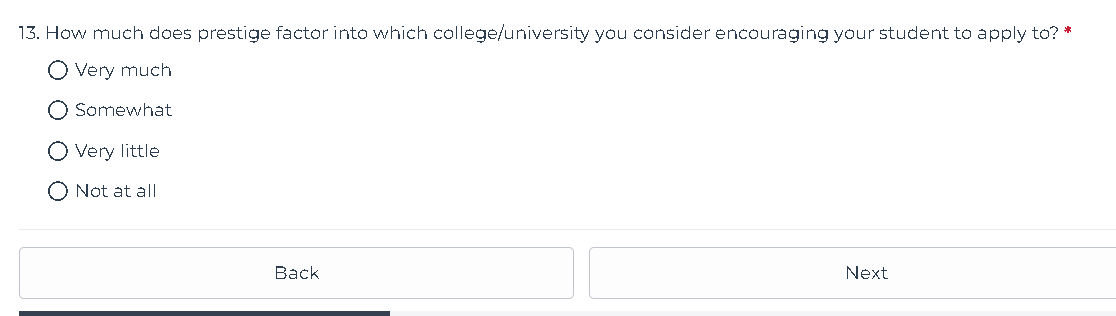 13. How much does prestige factor into which college/university you consider encouraging your student to apply to? *
Very much
Somewhat
Very little
Not at all
Back
Next